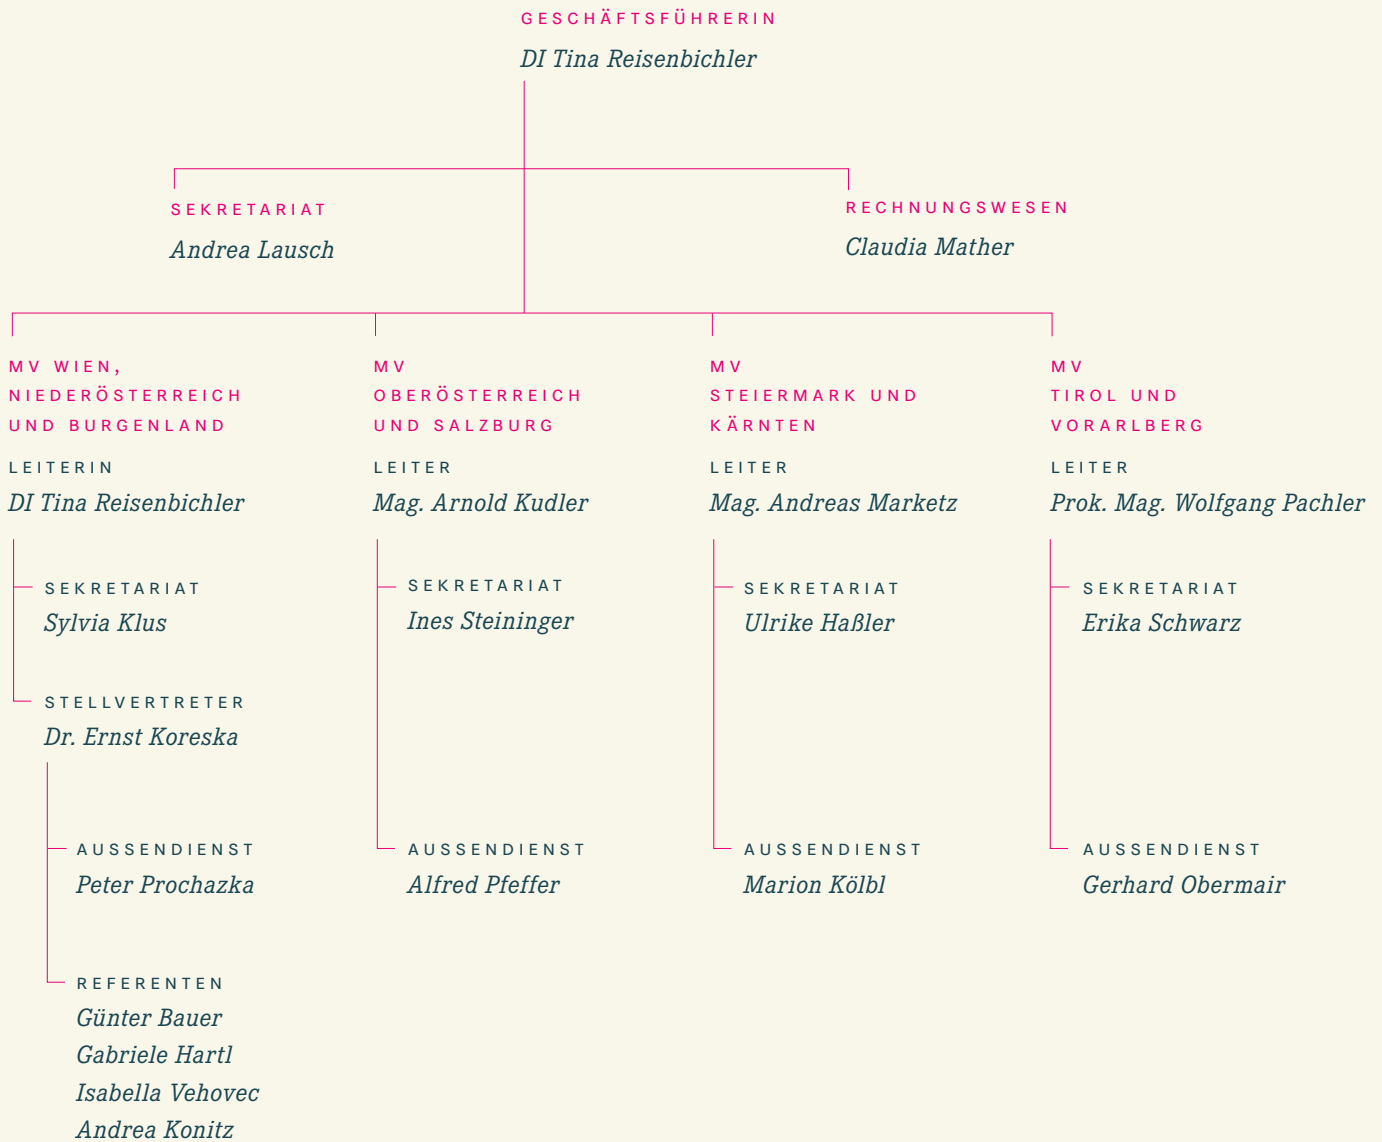 GESCHÄFTSFÜHRERIN
DI Tina Reisenbichler
SEKRETARIAT
Andrea Lausch
RECHNUNGSWESEN
Claudia Mather
MV WIEN,
NIEDERÖSTERREICH
UND BURGENLAND
LEITERIN
DI Tina Reisenbichler
SEKRETARIAT
Sylvia Klus
STELLVERTRETER
Dr. Ernst Koreska
AUSSENDIENST
Peter Prochazka
REFERENTEN
Günter Bauer
Gabriele Hartl
Isabella Vehovec
Andrea Konitz
MV
OBERÖSTERREICH
UND SALZBURG
LEITER
Mag. Arnold Kudler
SEKRETARIAT
Ines Steininger
AUSSENDIENST
Alfred Pfeffer
MV
STEIERMARK UND
KÄRNTEN
LEITER
Mag. Andreas Marketz
SEKRETARIAT
Ulrike Haßler
AUSSENDIENST
Marion Kölbl
MV
TIROL UND
VORARLBERG
LEITER
Prok. Mag. Wolfgang Pachler
SEKRETARIAT
Erika Schwarz
AUSSENDIENST
Gerhard Obermair